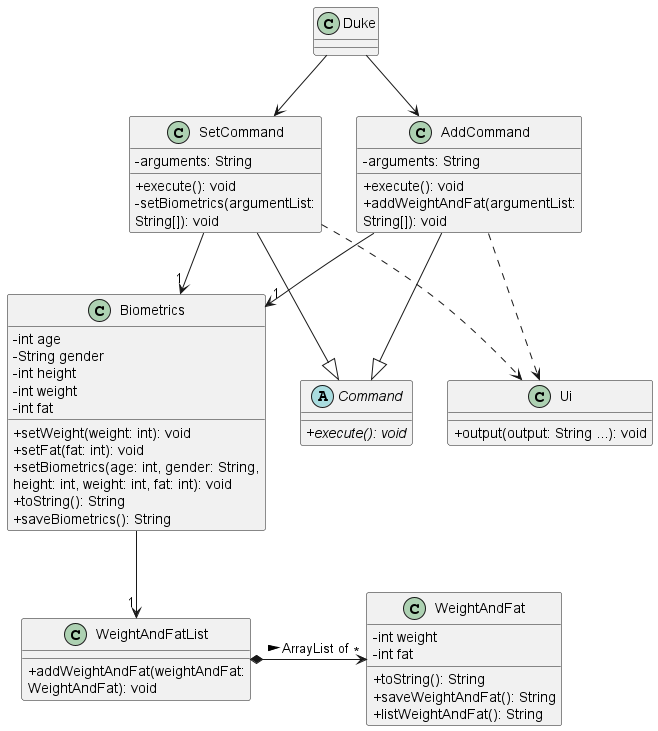 C Duke
C SetCommand
-arguments: String
+execute(): void
-setBiometrics(argumentList:
String[]): void
C AddCommand
-arguments: String
+execute(): void
+addWeightAndFat(argumentList:
String[]): void
1
1
C Biometrics
-int age
-String gender
-int height
-int weight
-int fat
+setWeight(weight: int): void
+setFat(fat: int): void
+setBiometrics(age: int, gender: String,
height: int, weight: int, fat: int): void
+toString(): String
+saveBiometrics(): String
A Command
+execute(): void
C Ui
+output(output: String ...): void
1
C WeightAndFatList
+addWeightAndFat(weightAndFat:
WeightAndFat): void
ArrayList of *
C WeightAndFat
-int weight
-int fat
+toString(): String
+saveWeightAndFat(): String
+listWeightAndFat(): String